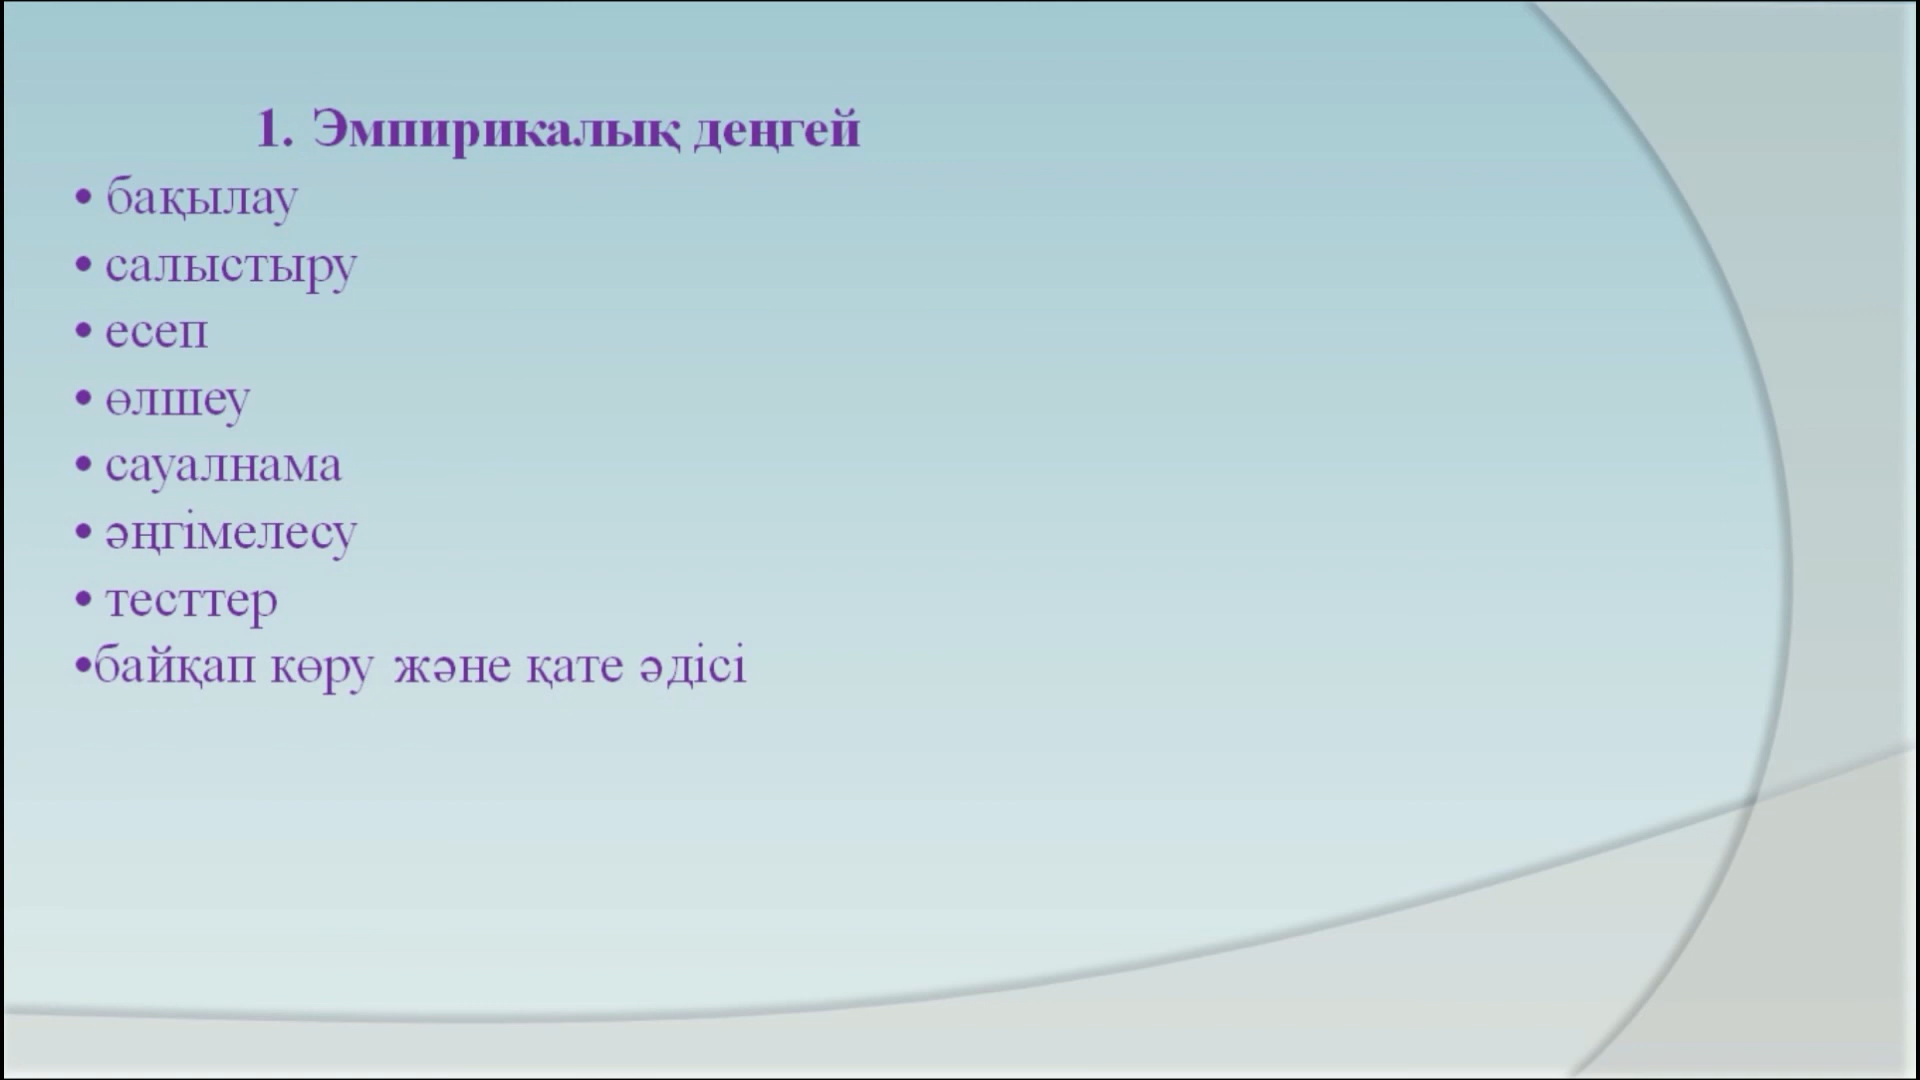 1. Эмпирикалық деңгей
• бақылау
• салыстыру
• есеп
• өлшеу
• сауалнама
• әңгімелесу
• тесттер
•байқап көру және қате әдісі